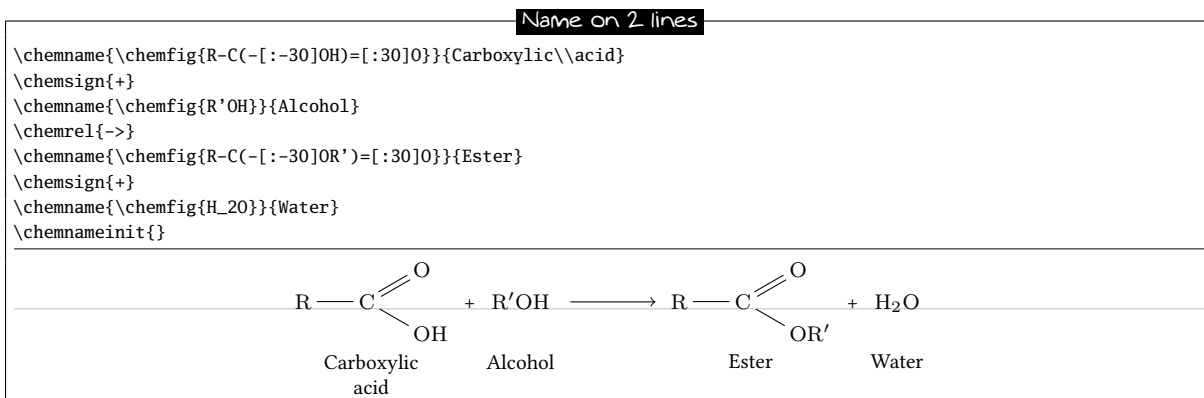 Name on 2 lines
\chemname{\chemfig{R-C(-[:-30]OH)=[:30]O}}{Carboxylic\\acid}
\chemsign{+}
\chemname{\chemfig{R’OH}}{Alcohol}
\chemrel{->}
\chemname{\chemfig{R-C(-[:-30]OR’)=[:30]O}}{Ester}
\chemsign{+}
\chemname{\chemfig{H_2O}}{Water}
\chemnameinit{}
O O
R C + R′OH R C + H₂O
OH OR′
Carboxylic Alcohol Ester Water
acid